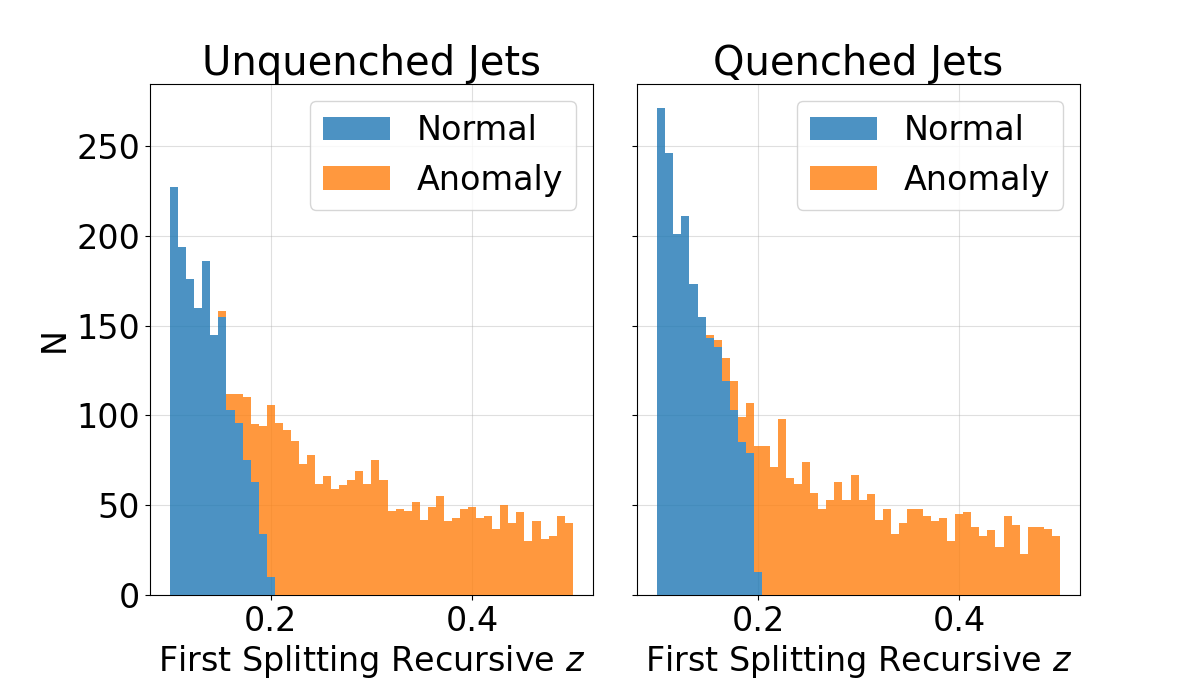 Unquenched Jets
Normal
Anomaly
N
250
200
150
100
50
0
0.2 0.4
First Splitting Recursive z
Quenched Jets
Normal
Anomaly
0.2 0.4
First Splitting Recursive z